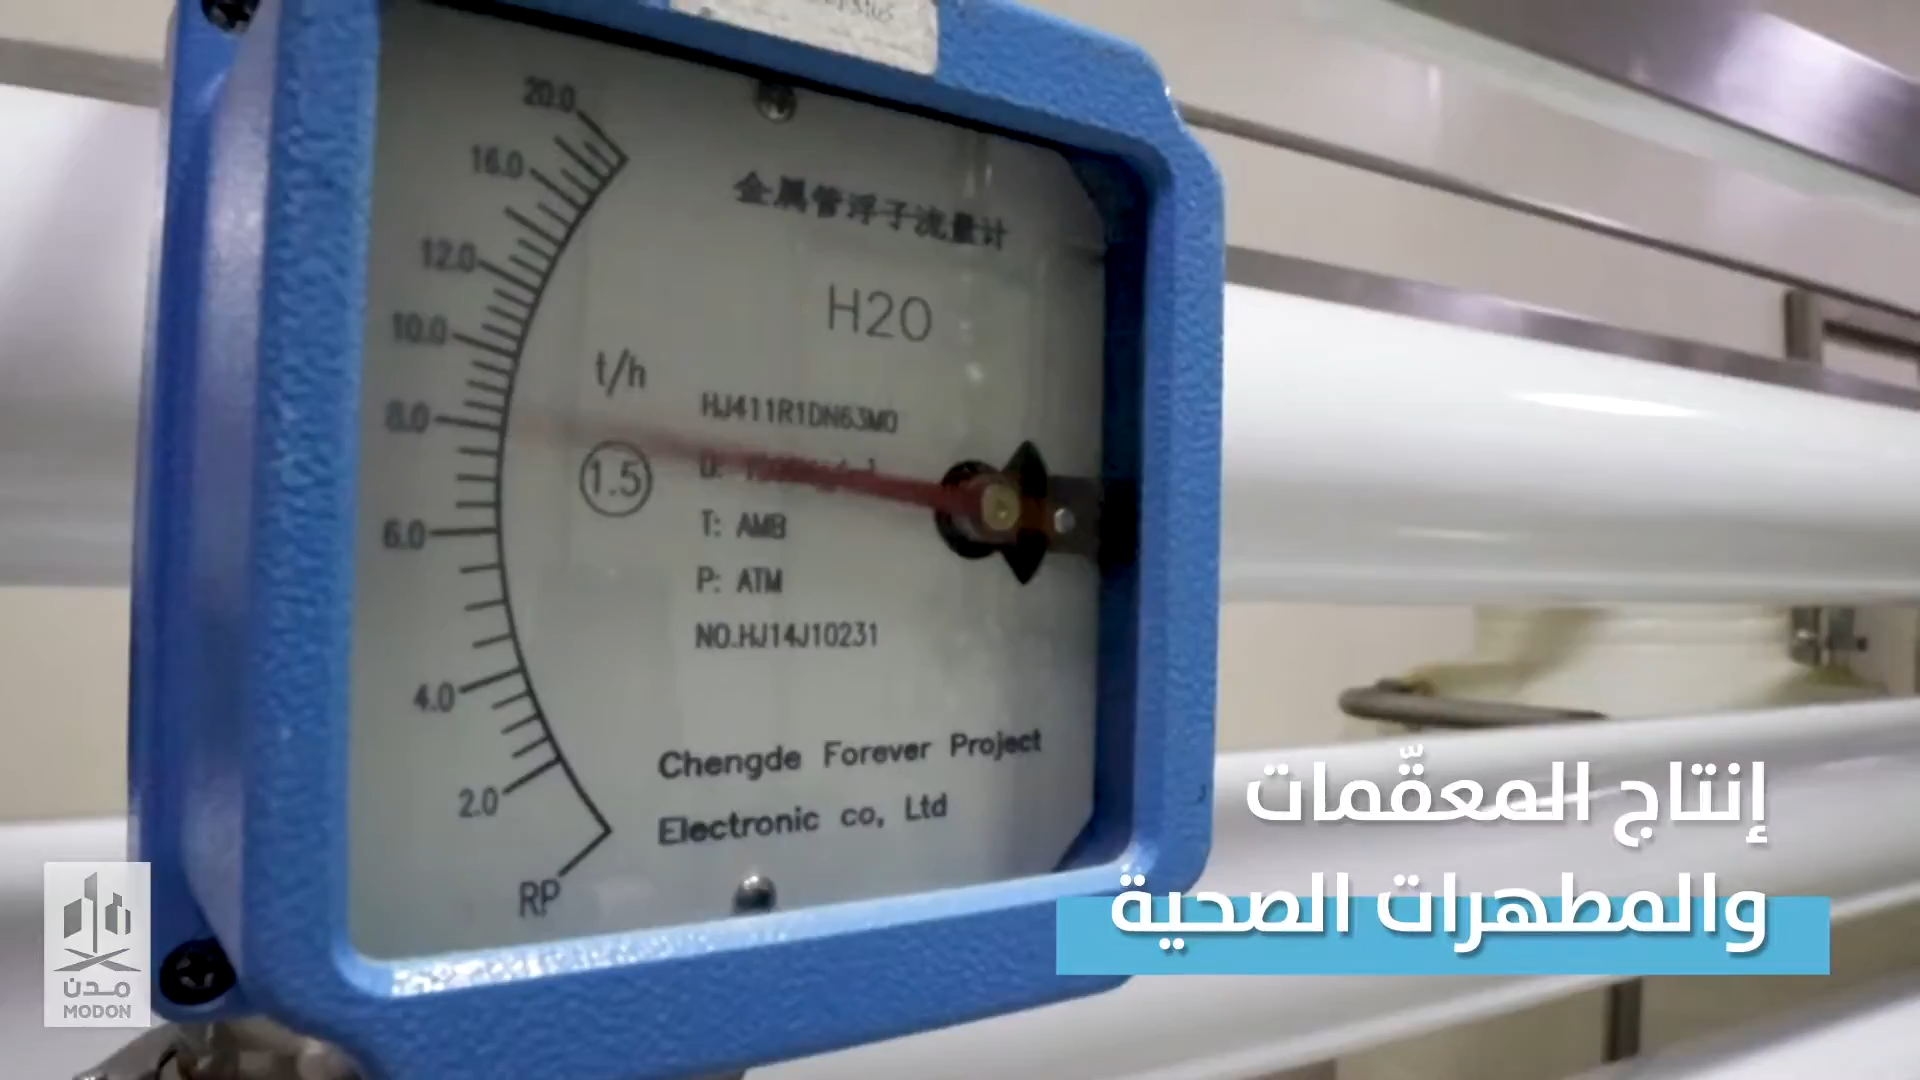 20.0
16.0
12.0
10.0
8.0
6.0
4.0
2.0
RP
金属管浮子流量计
H2O
t/h
HJ411R1DN63M0
1.5
T: AMB
P: ATM
NO.HJ14J10231
Chengde Forever Project
Electronic co, Ltd
إنتاج المعقّمات
والمطهرات الصحية
مدن
MODON